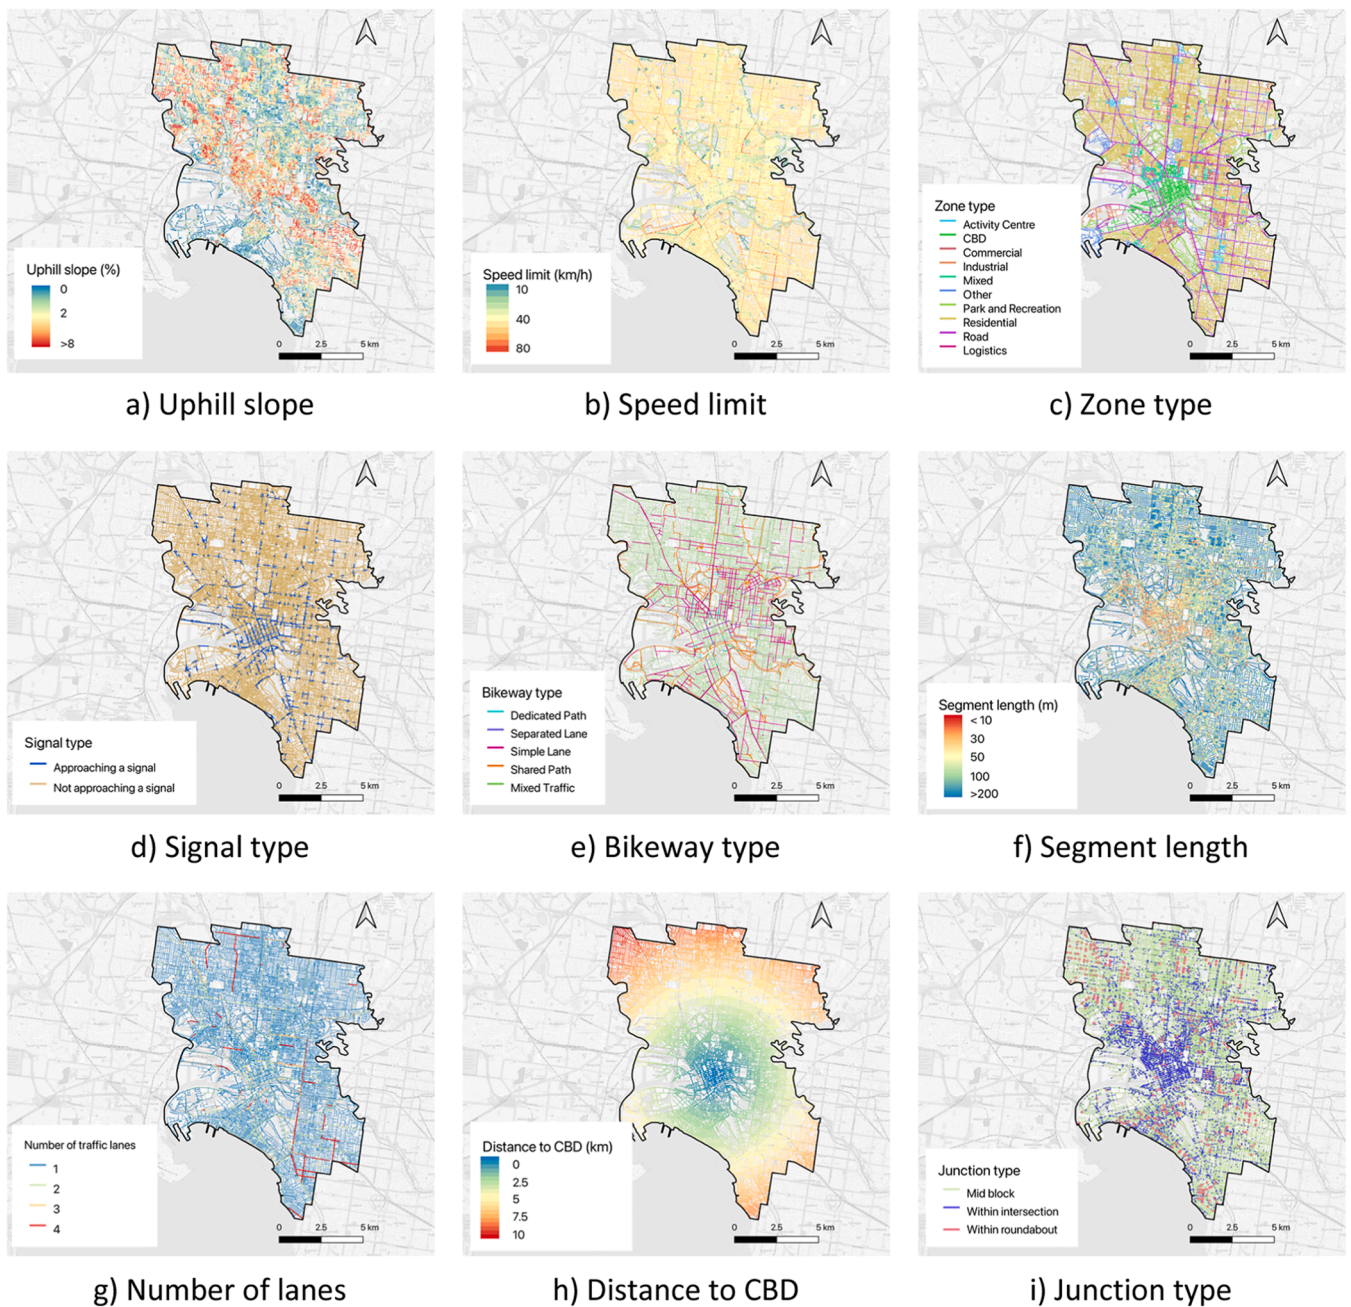 Uphill slope (%)
0
2
>8
0 2.5 5 km
a) Uphill slope
Speed limit (km/h)
10
40
80
0 2.5 5 km
b) Speed limit
Zone type
Activity Centre
CBD
Commercial
Industrial
Mixed
Other
Park and Recreation
Residential
Road
Logistics
0 2.5 5 km
c) Zone type
Signal type
Approaching a signal
Not approaching a signal
0 2.5 5 km
d) Signal type
Bikeway type
Dedicated Path
Separated Lane
Simple Lane
Shared Path
Mixed Traffic
0 2.5 5 km
e) Bikeway type
Segment length (m)
< 10
30
50
100
>200
0 2.5 5 km
f) Segment length
Number of traffic lanes
1
2
3
4
0 2.5 5 km
g) Number of lanes
Distance to CBD (km)
0
2.5
5
7.5
10
0 2.5 5 km
h) Distance to CBD
Junction type
Mid block
Within intersection
Within roundabout
0 2.5 5 km
i) Junction type